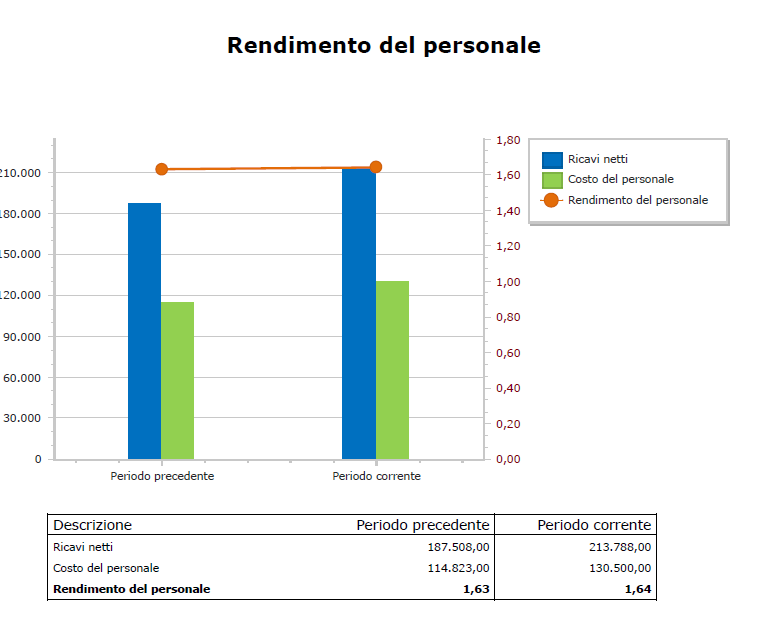 Rendimento del personale
1,80
Ricavi netti
Costo del personale
Rendimento del personale
210.000
180.000
150.000
120.000
90.000
60.000
30.000
0
1,60
1,40
1,20
1,00
0,80
0,60
0,40
0,20
0,00
Periodo precedente Periodo corrente
Descrizione Periodo precedente Periodo corrente
Ricavi netti 187.508,00 213.788,00
Costo del personale 114.823,00 130.500,00
Rendimento del personale 1,63 1,64